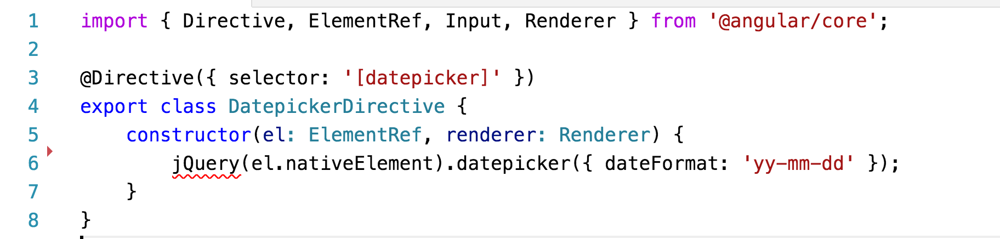 1 import { Directive, ElementRef, Input, Renderer } from '@angular/core';
2
3 @Directive({ selector: '[datepicker]' })
4 export class DatepickerDirective {
5     constructor(el: ElementRef, renderer: Renderer) {
6         jQuery(el.nativeElement).datepicker({ dateFormat: 'yy-mm-dd' });
7     }
8 }